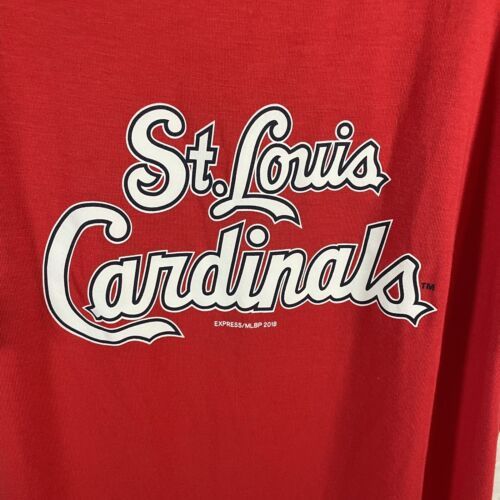 St. Louis
Cardinals™
EXPRESS/MLBP 2018